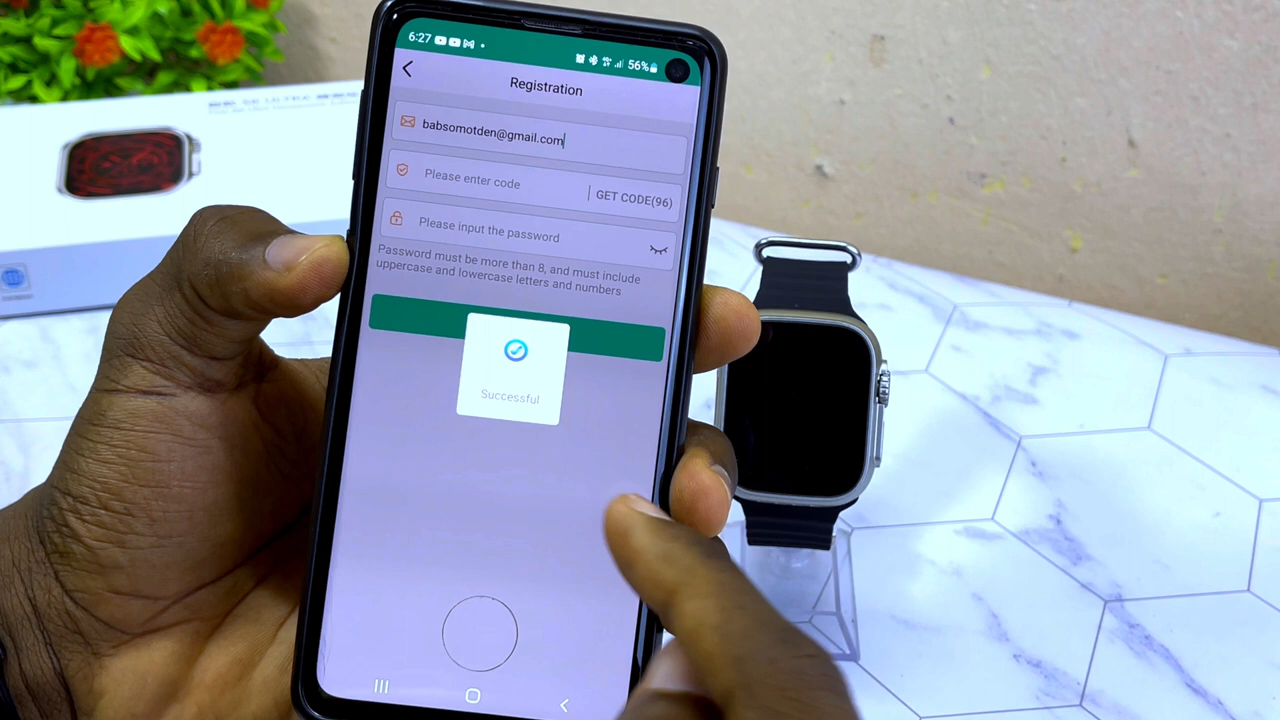 6:27
56%
Registration
babsomotden@gmail.com
Please enter code
GET CODE(96)
Please input the password
Password must be more than 8, and must include
uppercase and lowercase letters and numbers
Successful